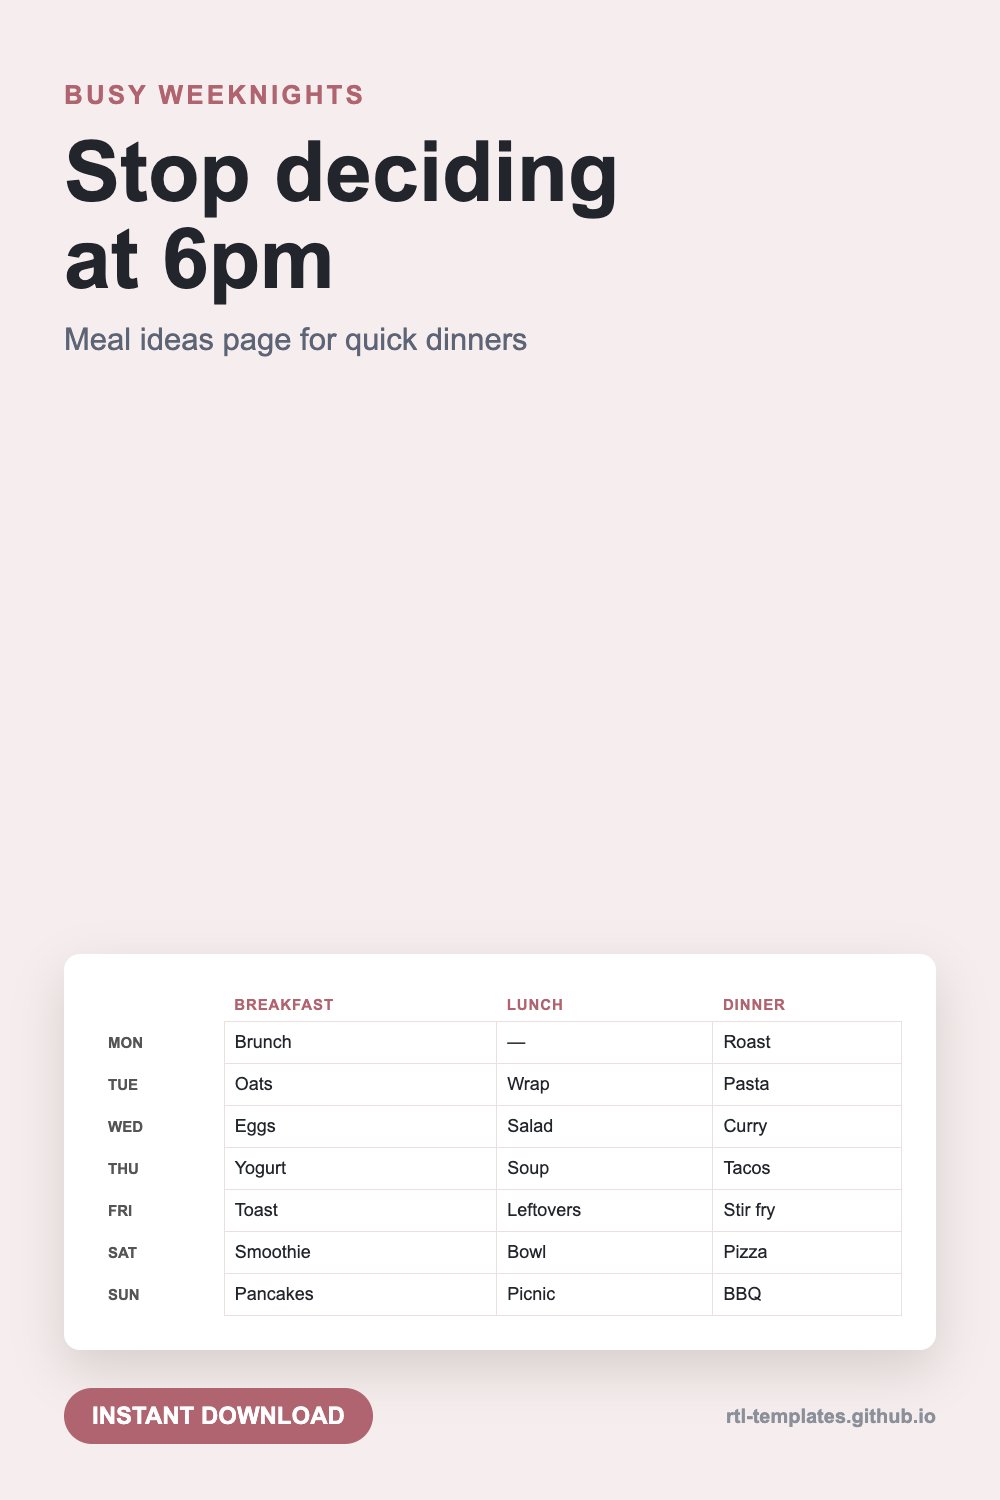 BUSY WEEKNIGHTS
Stop deciding
at 6pm
Meal ideas page for quick dinners
BREAKFAST LUNCH DINNER
MON Brunch — Roast
TUE Oats Wrap Pasta
WED Eggs Salad Curry
THU Yogurt Soup Tacos
FRI Toast Leftovers Stir fry
SAT Smoothie Bowl Pizza
SUN Pancakes Picnic BBQ
INSTANT DOWNLOAD rtl-templates.github.io